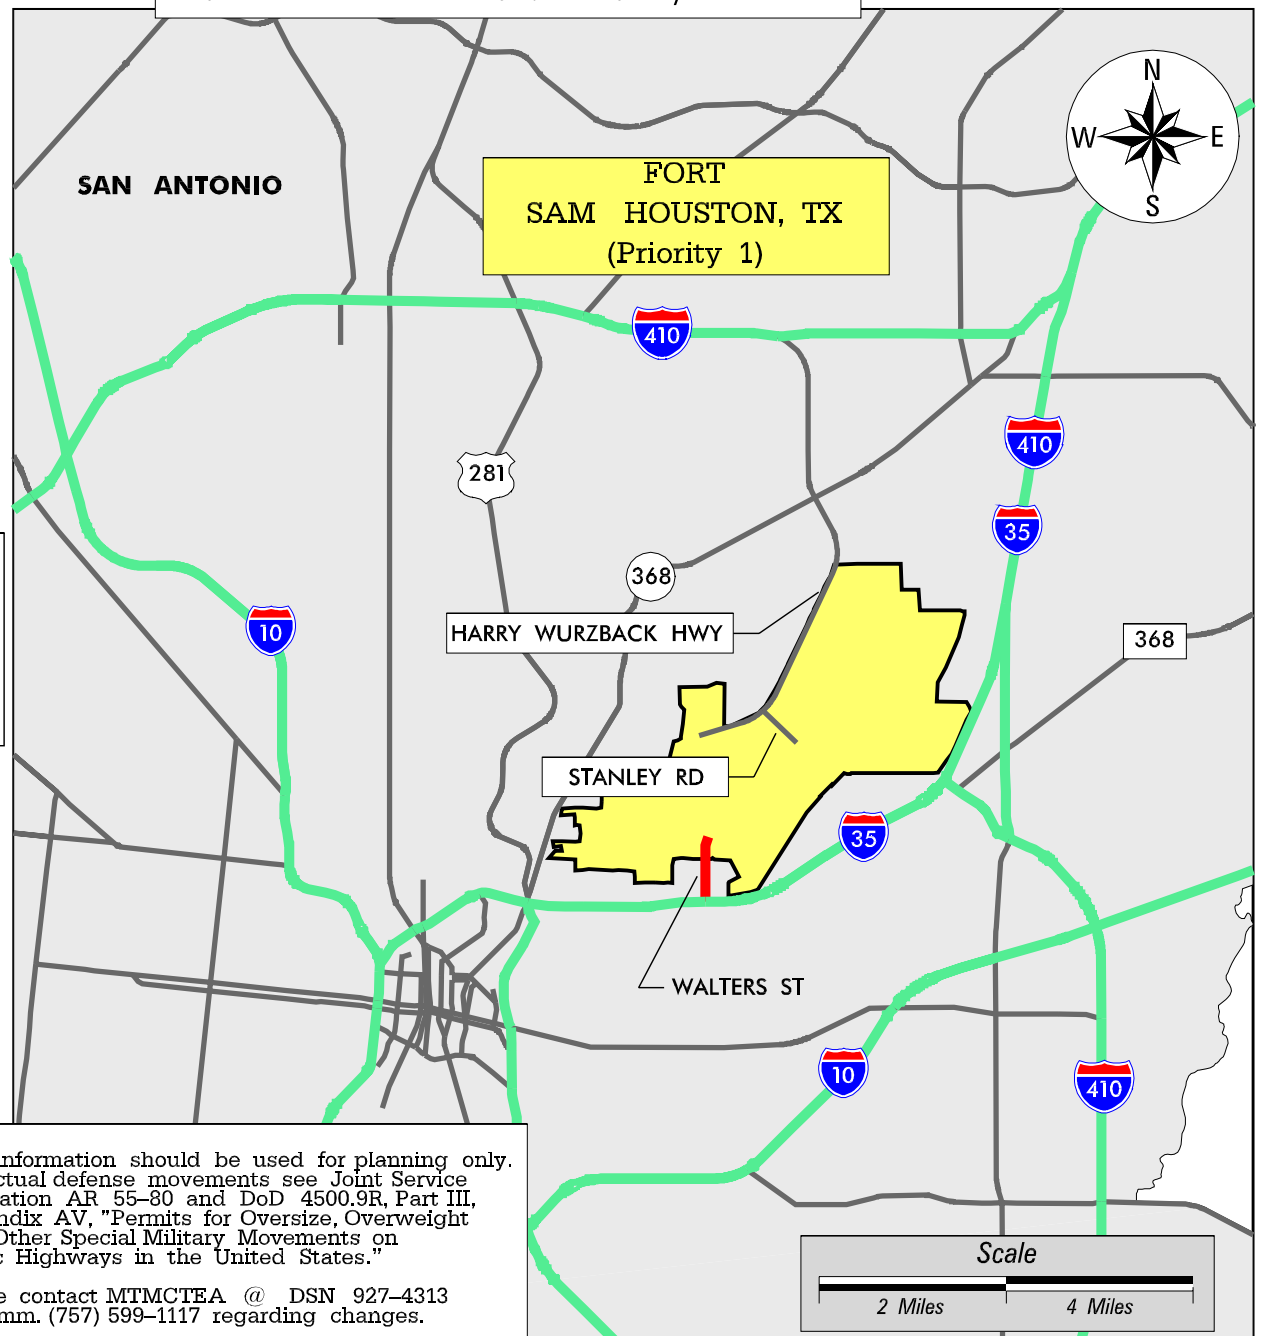 N
W E
S
SAN ANTONIO
FORT
SAM HOUSTON, TX
(Priority 1)
410
410
281
35
368
10
HARRY WURZBACK HWY
368
STANLEY RD
35
WALTERS ST
10
410
information should be used for planning only.
ctual defense movements see Joint Service
ation AR 55–80 and DoD 4500.9R, Part III,
ndix AV, "Permits for Oversize, Overweight
Other Special Military Movements on
c Highways in the United States."
e contact MTMCTEA @ DSN 927–4313
mm. (757) 599–1117 regarding changes.
Scale
2 Miles 4 Miles